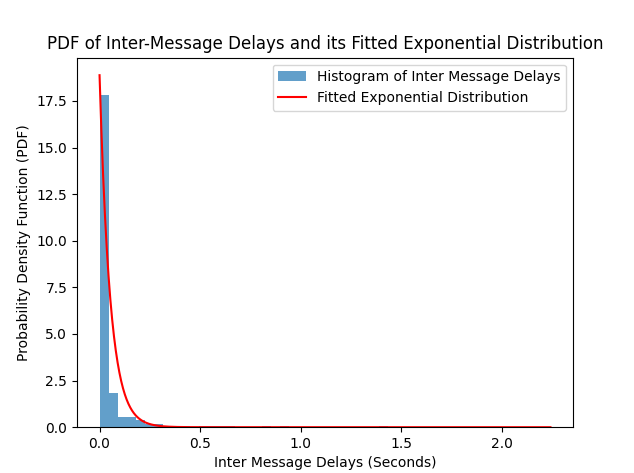 PDF of Inter-Message Delays and its Fitted Exponential Distribution
Histogram of Inter Message Delays
Fitted Exponential Distribution
Probability Density Function (PDF)
17.5
15.0
12.5
10.0
7.5
5.0
2.5
0.0
0.0 0.5 1.0 1.5 2.0
Inter Message Delays (Seconds)